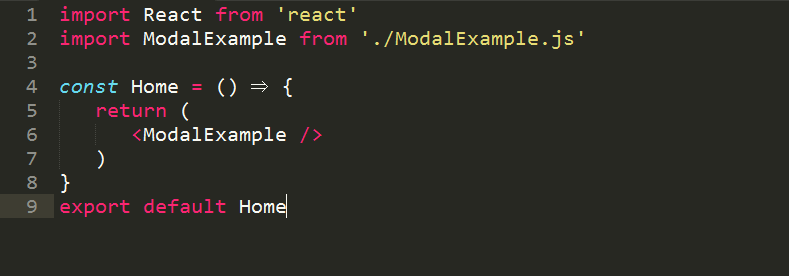 1 import React from 'react'
2 import ModalExample from './ModalExample.js'
3
4 const Home = () => {
5 return (
6 <ModalExample />
7 )
8 }
9 export default Home